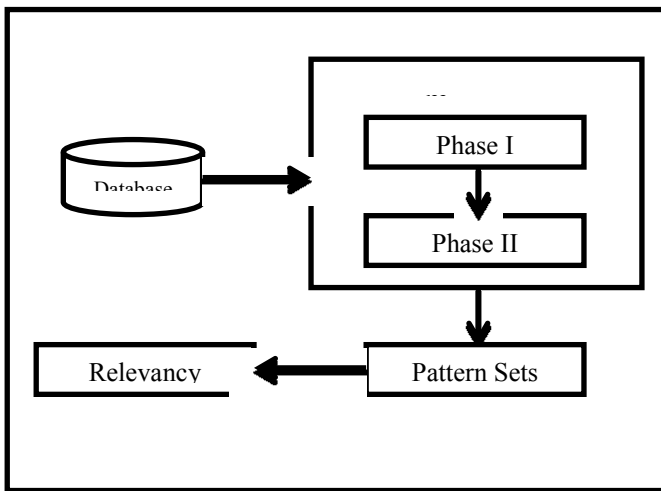 Phase I
Database
Phase II
Relevancy
Pattern Sets